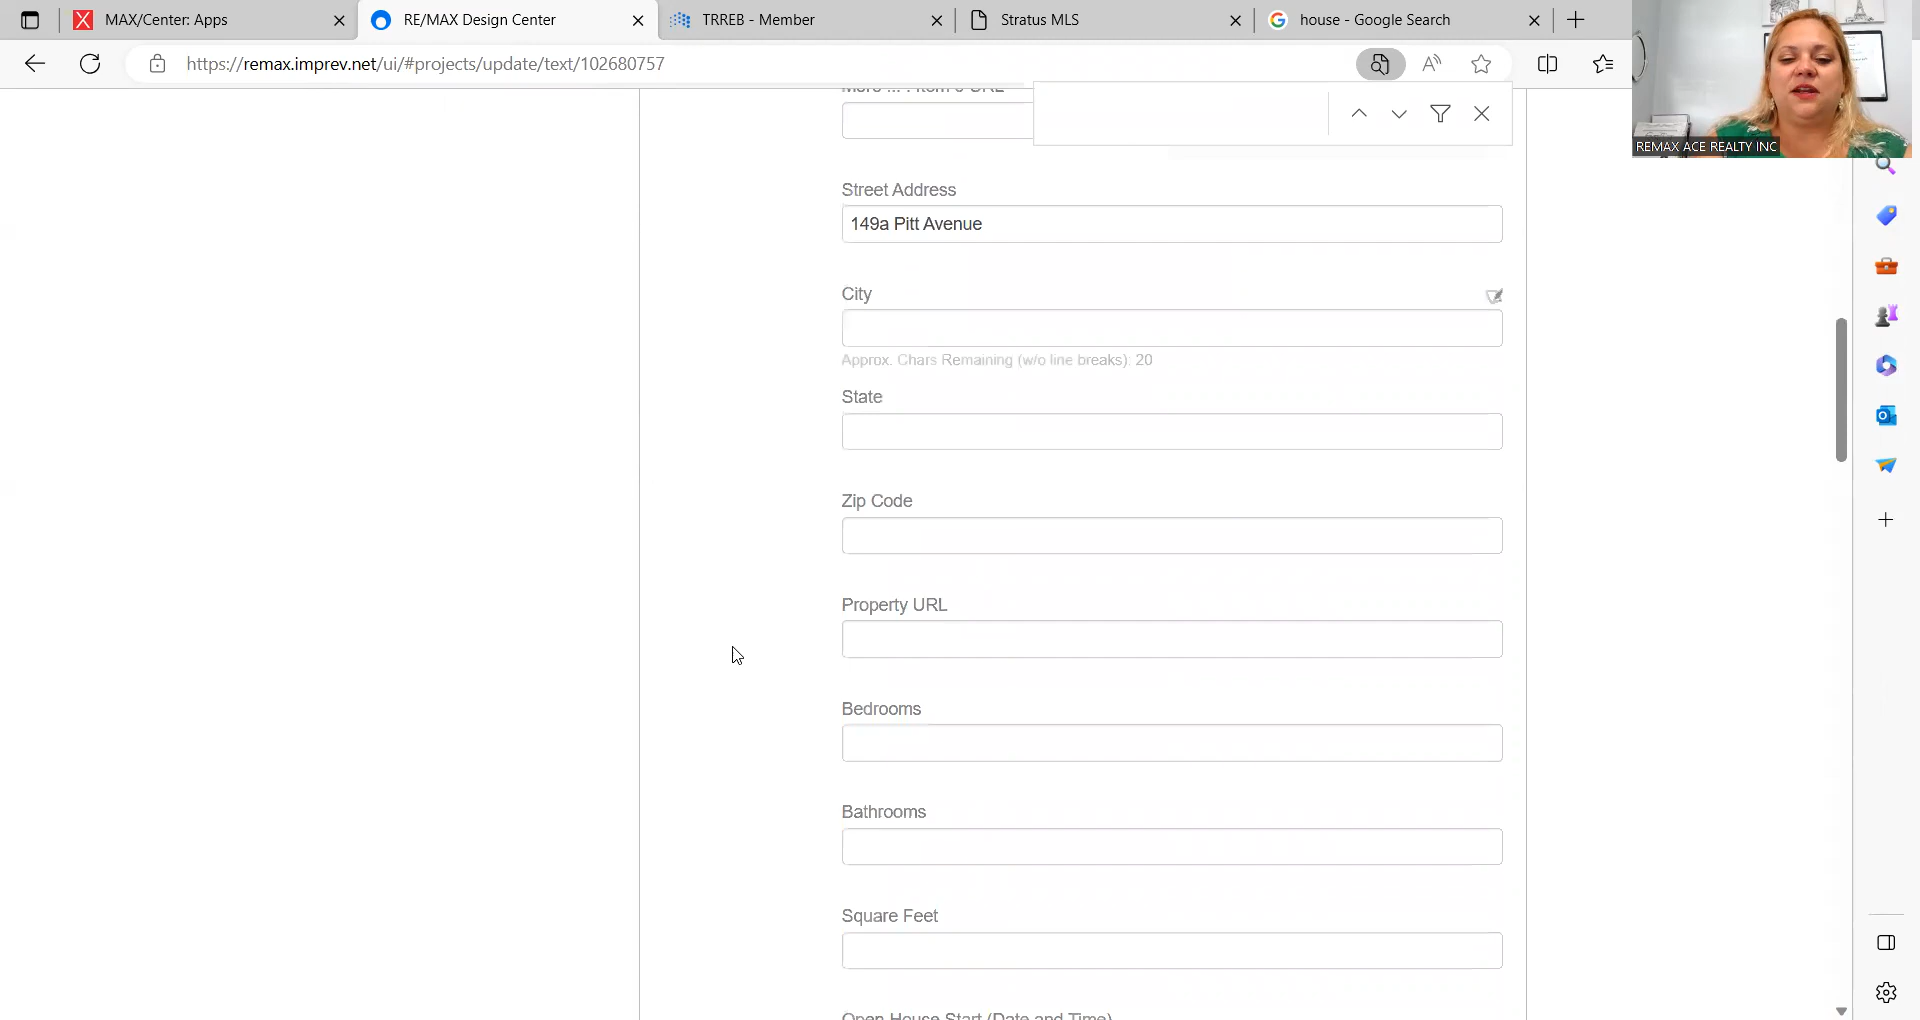 MAX/Center: Apps
RE/MAX Design Center
TRREB - Member
Stratus MLS
house - Google Search
https://remax.imprev.net/ui/#projects/update/text/102680757
REMAX ACE REALTY INC
Street Address
149a Pitt Avenue
City
Approx. Chars Remaining (w/o line breaks): 20
State
Zip Code
Property URL
Bedrooms
Bathrooms
Square Feet
Open House Start (Date and Time)